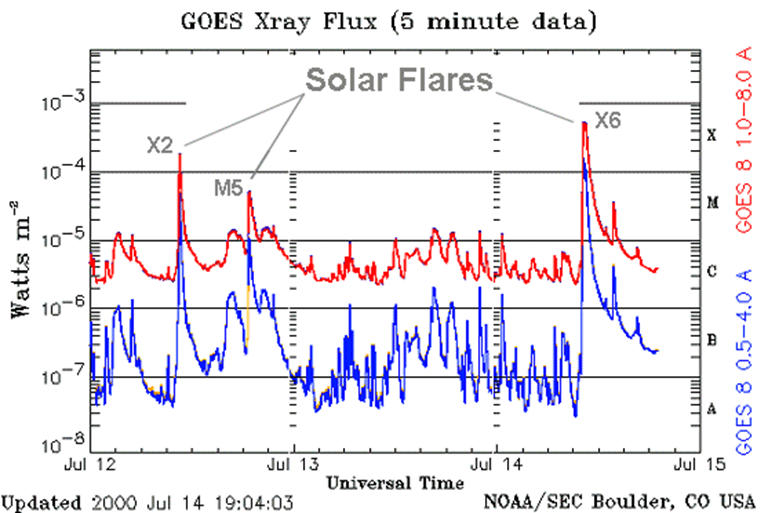 GOES Xray Flux (5 minute data)
Solar Flares
X2
M5
X6
10⁻³
10⁻⁴
10⁻⁵
10⁻⁶
10⁻⁷
10⁻⁸
Watts m⁻²
X
M
C
B
A
GOES 8 1.0-8.0 A
GOES 8 0.5-4.0 A
Jul 12
Jul 13
Jul 14
Jul 15
Universal Time
Updated 2000 Jul 14 19:04:03
NOAA/SEC Boulder, CO USA